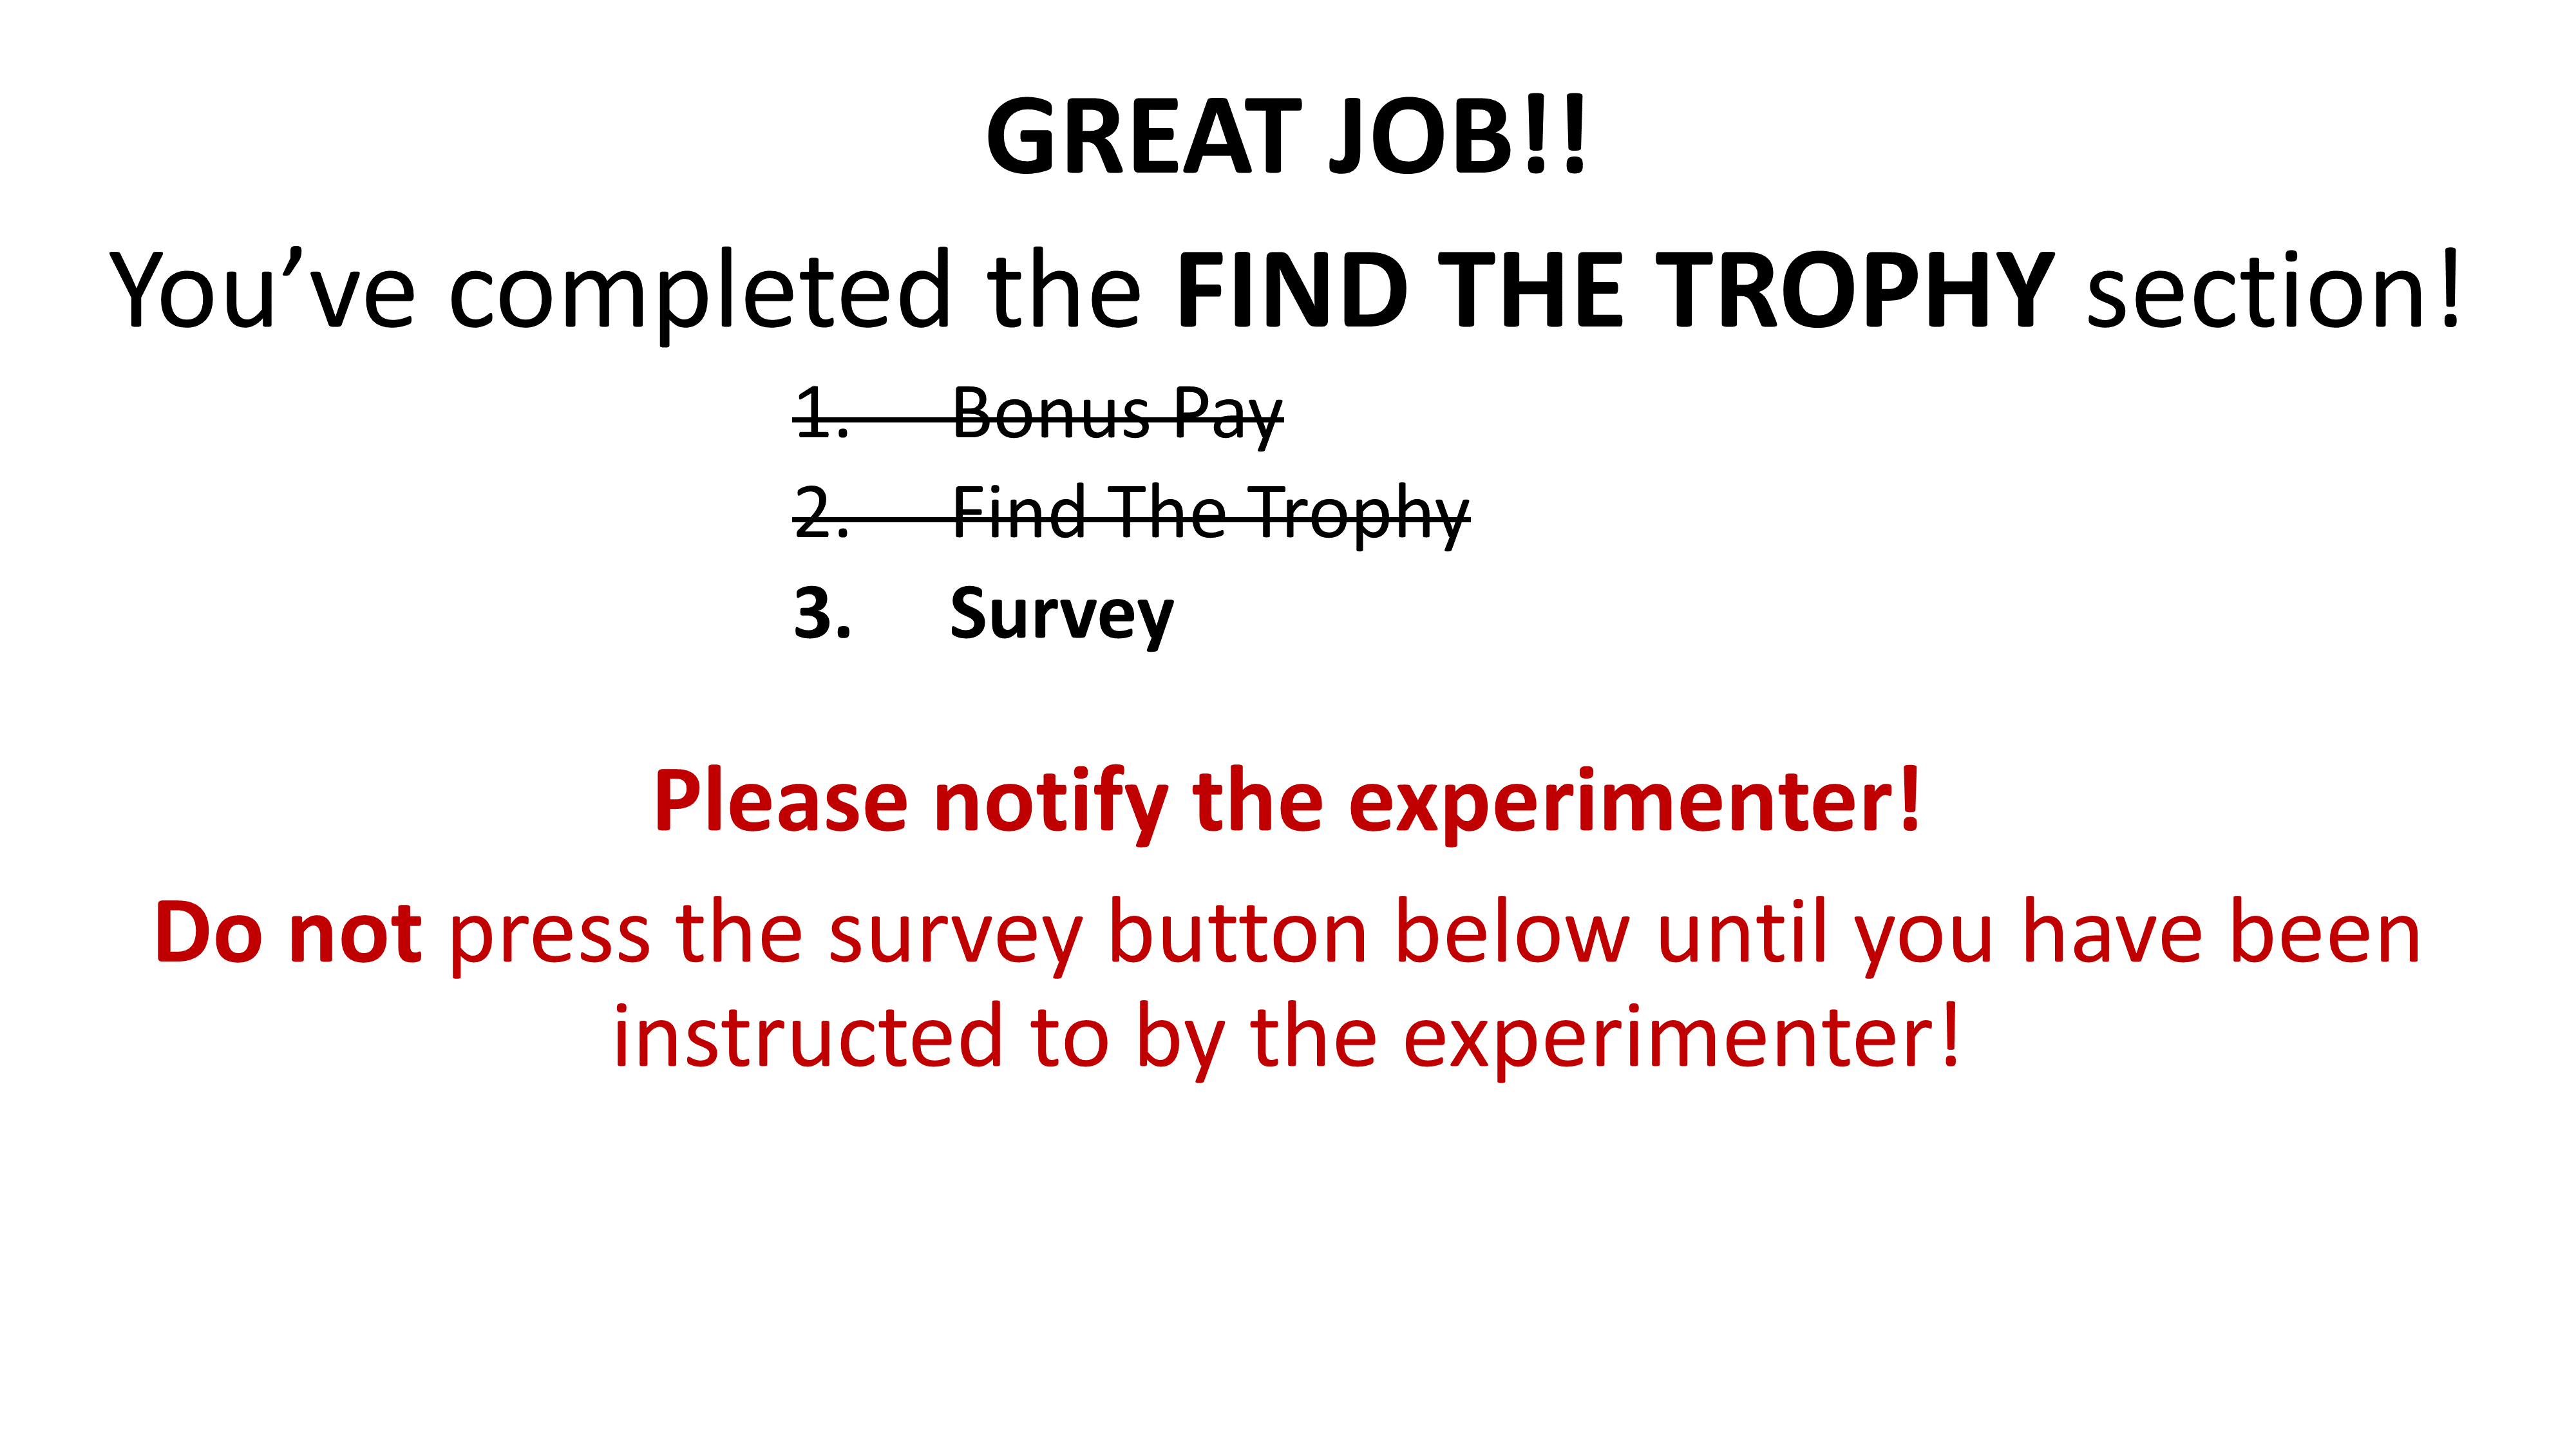 GREAT JOB!!
You’ve completed the FIND THE TROPHY section!
1. Bonus Pay
2. Find The Trophy
3. Survey
Please notify the experimenter!
Do not press the survey button below until you have been
instructed to by the experimenter!